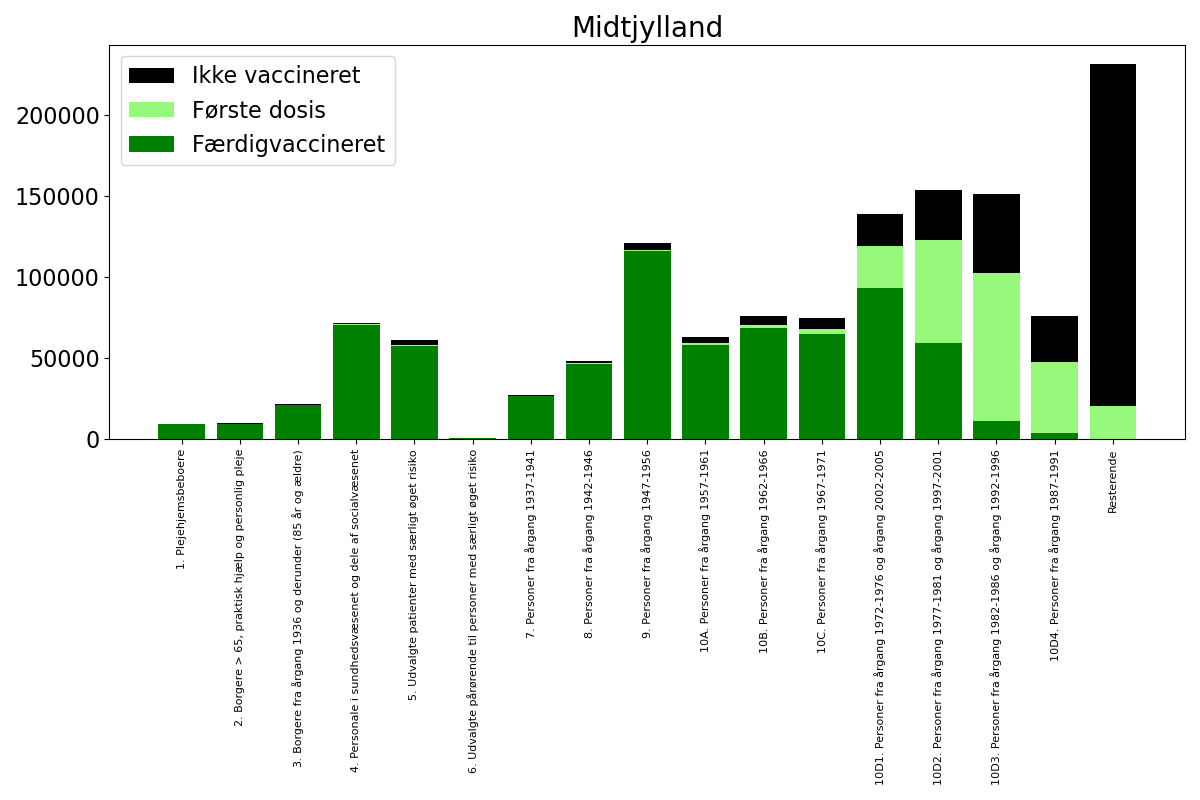 Midtjylland
Ikke vaccineret
Første dosis
Færdigvaccineret
200000
150000
100000
50000
0
1. Plejehjemsbeboere
2. Borgere > 65, praktisk hjælp og personlig pleje
3. Borgere fra årgang 1936 og derunder (85 år og ældre)
4. Personale i sundhedsvæsenet og dele af socialvæsenet
5. Udvalgte patienter med særligt øget risiko
6. Udvalgte pårørende til personer med særligt øget risiko
7. Personer fra årgang 1937-1941
8. Personer fra årgang 1942-1946
9. Personer fra årgang 1947-1956
10A. Personer fra årgang 1957-1961
10B. Personer fra årgang 1962-1966
10C. Personer fra årgang 1967-1971
10D1. Personer fra årgang 1972-1976 og årgang 2002-2005
10D2. Personer fra årgang 1977-1981 og årgang 1997-2001
10D3. Personer fra årgang 1982-1986 og årgang 1992-1996
10D4. Personer fra årgang 1987-1991
Resterende